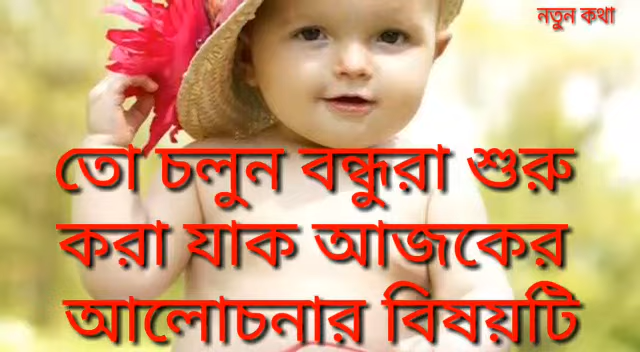 নতুন কথা
তো চলুন বন্ধুরা শুরু
করা যাক আজকের
আলোচনার বিষয়টি